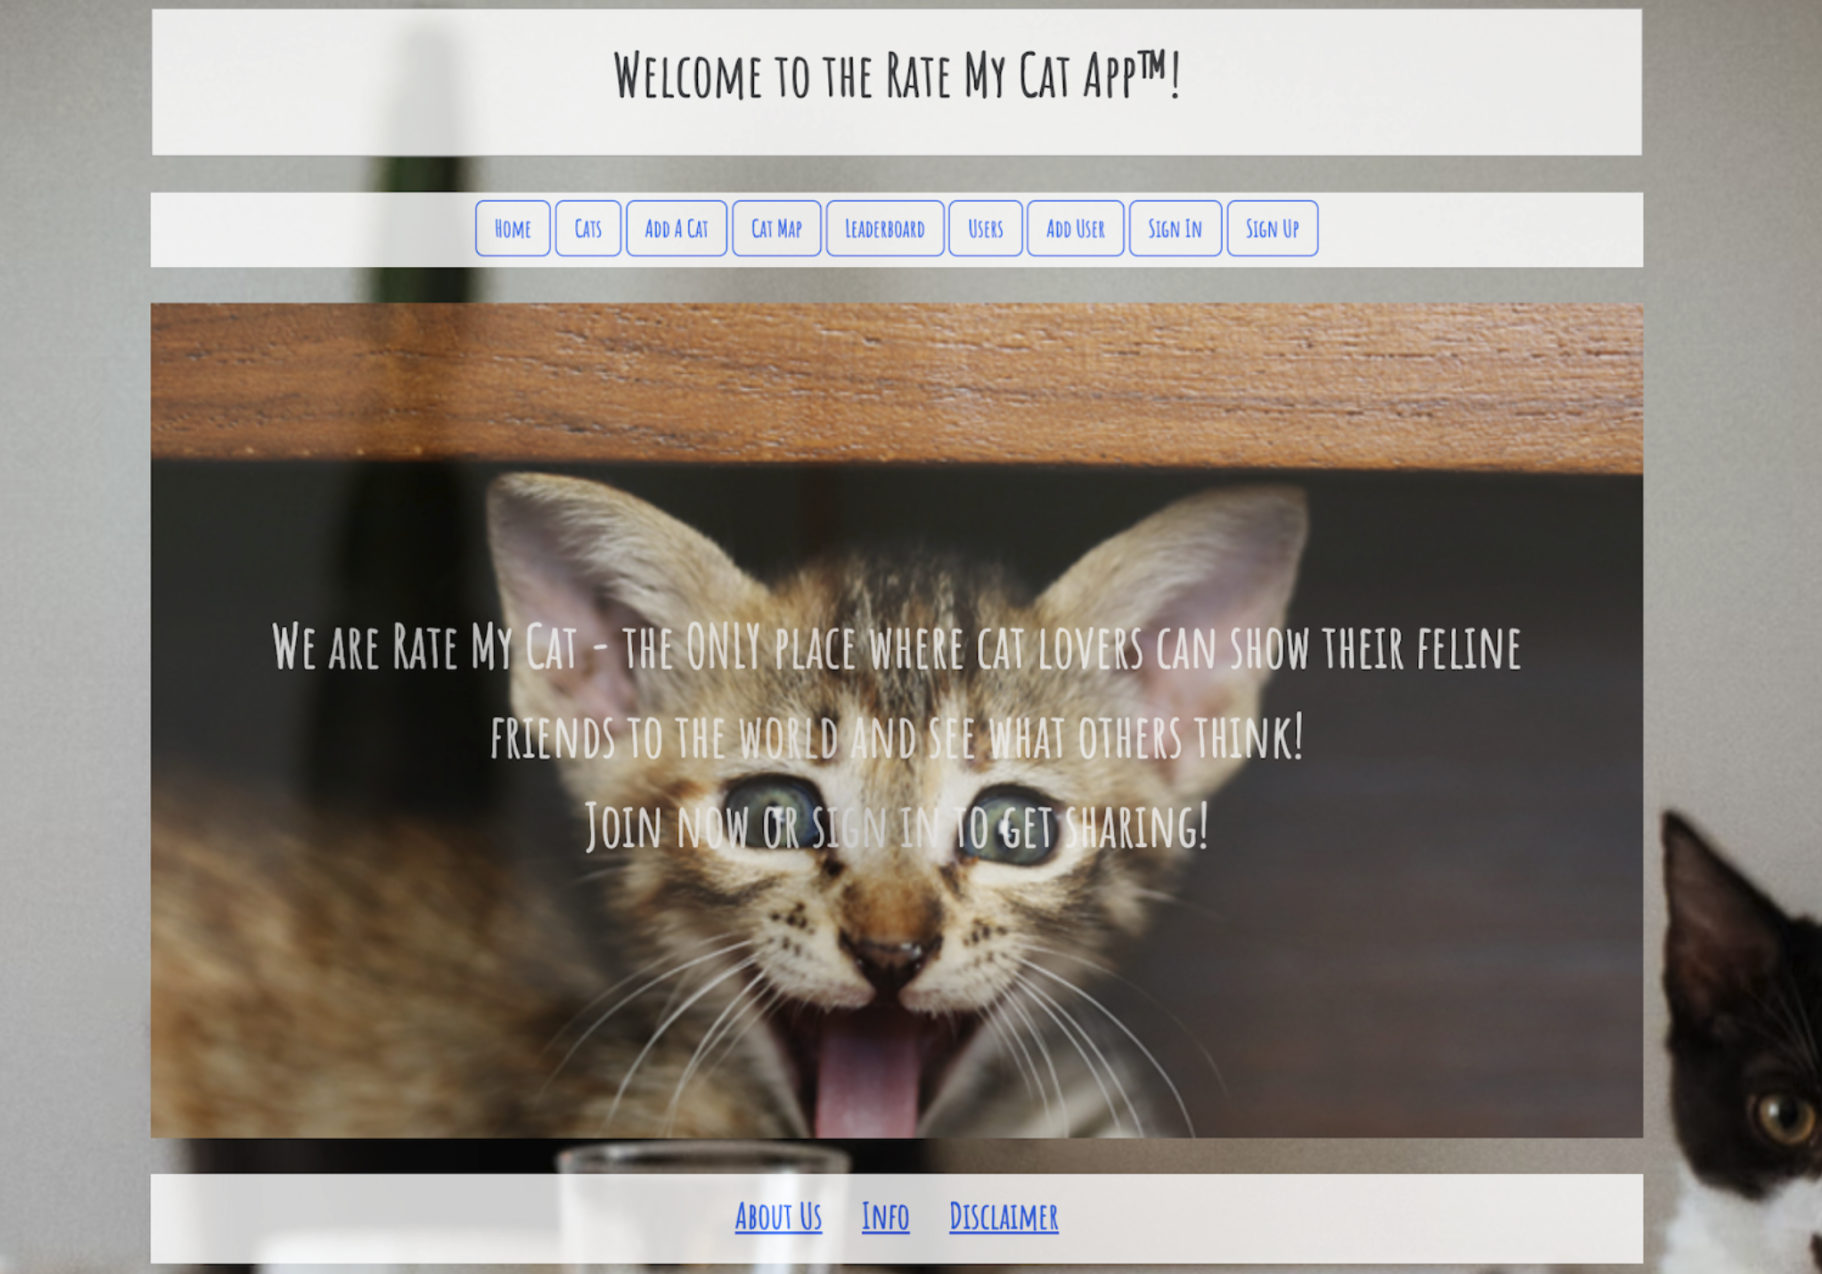 Welcome to the Rate My Cat App™!
Home Cats Add A Cat Cat Map Leaderboard Users Add User Sign In Sign Up
We are Rate My Cat - the ONLY place where cat lovers can show their feline
friends to the world and see what others think!
Join now or sign in to get sharing!
About Us Info Disclaimer